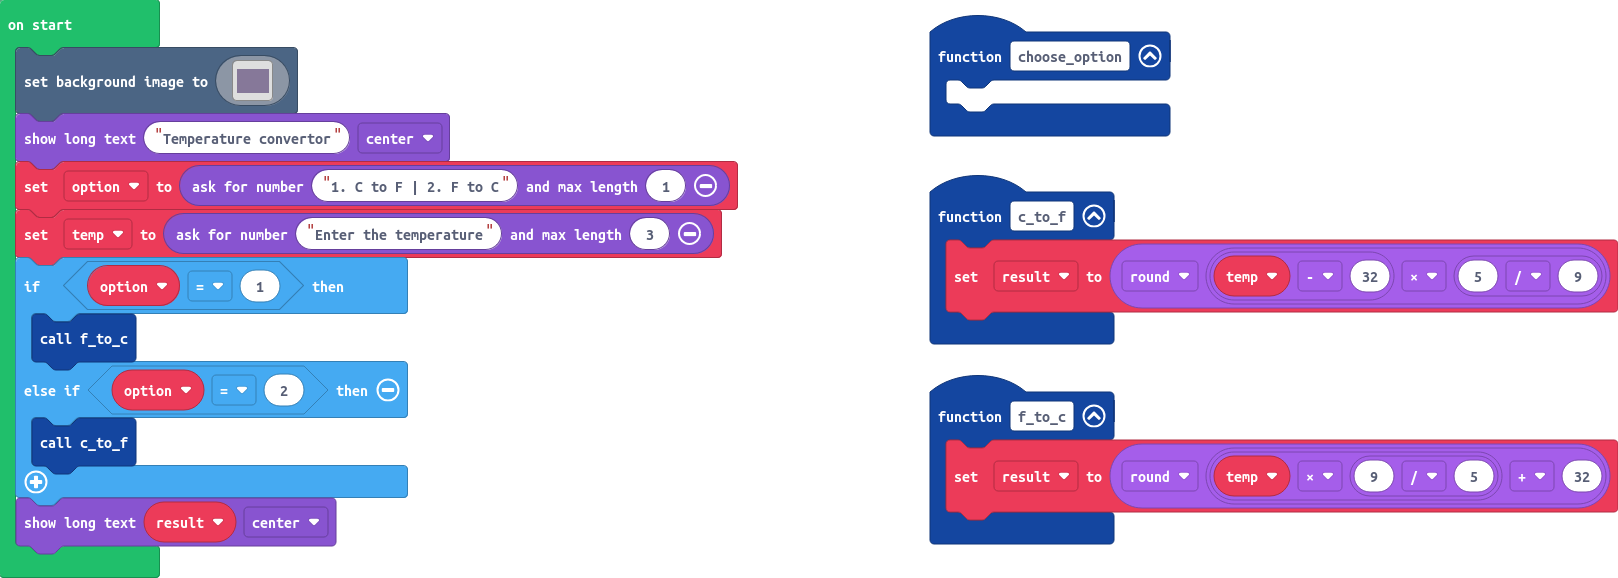 on start
set background image to
show long text "Temperature convertor" center
set option to ask for number "1. C to F | 2. F to C" and max length 1
set temp to ask for number "Enter the temperature" and max length 3
if option = 1 then
call f_to_c
else if option = 2 then
call c_to_f
show long text result center
function choose_option
function c_to_f
set result to round temp - 32 × 5 / 9
function f_to_c
set result to round temp × 9 / 5 + 32